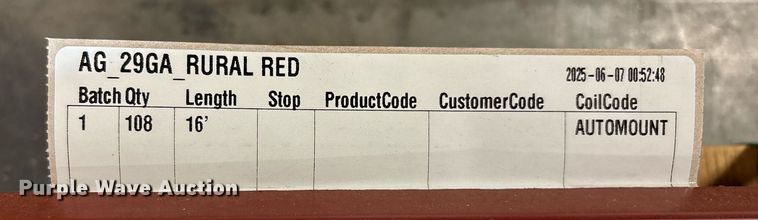 AG_29GA_RURAL RED
2025-06-07 00:52:48
Batch Qty Length Stop ProductCode CustomerCode CoilCode
1 108 16' AUTOMOUNT
Purple Wave Auction